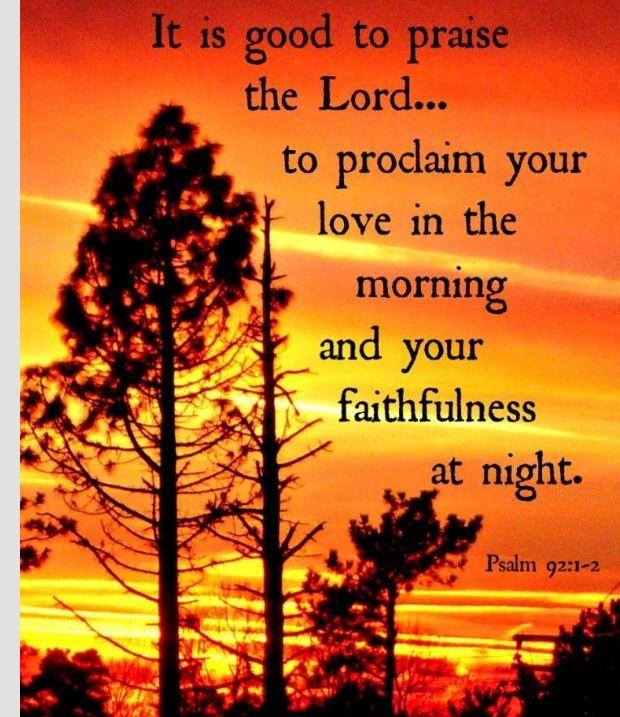 It is good to praise
the Lord...
to proclaim your
love in the
morning
and your
faithfulness
at night.
Psalm 92:1-2